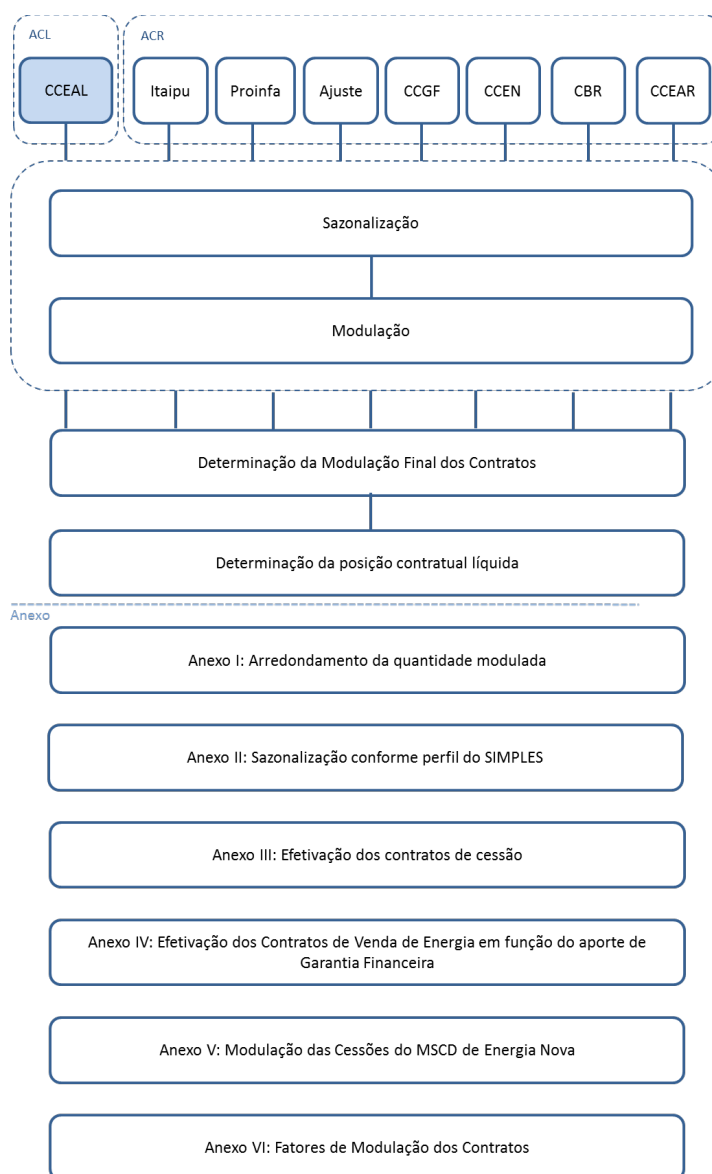 ACL
ACR
CCEAL
Itaipu
Proinfa
Ajuste
CCGF
CCEN
CBR
CCEAR
Sazonalização
Modulação
Determinação da Modulação Final dos Contratos
Determinação da posição contratual líquida
Anexo
Anexo I: Arredondamento da quantidade modulada
Anexo II: Sazonalização conforme perfil do SIMPLES
Anexo III: Efetivação dos contratos de cessão
Anexo IV: Efetivação dos Contratos de Venda de Energia em função do aporte de
Garantia Financeira
Anexo V: Modulação das Cessões do MSCD de Energia Nova
Anexo VI: Fatores de Modulação dos Contratos